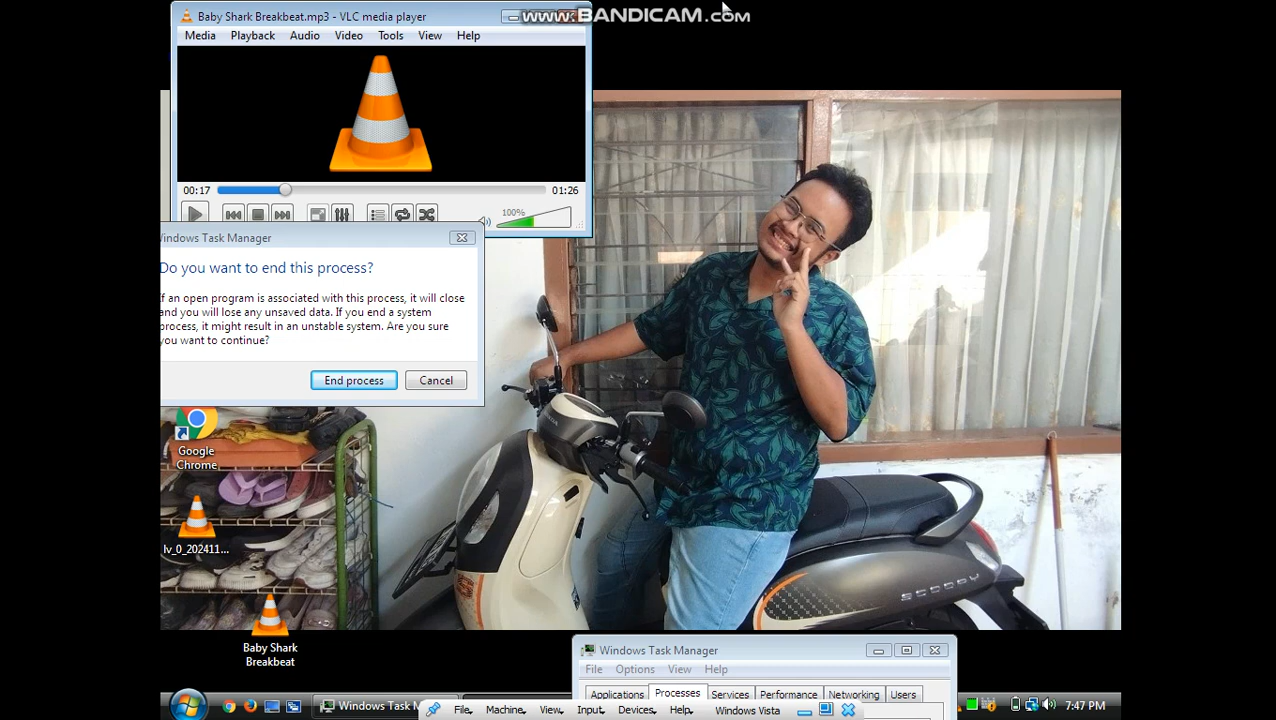 Baby Shark Breakbeat.mp3 - VLC media player
www.BANDICAM.com
Media Playback Audio Video Tools View Help
00:17 01:26
100%
Windows Task Manager
Do you want to end this process?
If an open program is associated with this process, it will close
and you will lose any unsaved data. If you end a system
process, it might result in an unstable system. Are you sure
you want to continue?
End process Cancel
Google
Chrome
lv_0_202411...
Baby Shark
Breakbeat
SCOOPY
Windows Task Manager
File Options View Help
Applications Processes Services Performance Networking Users
Windows Task M
File Machine View Input Devices Help Windows Vista
7:47 PM